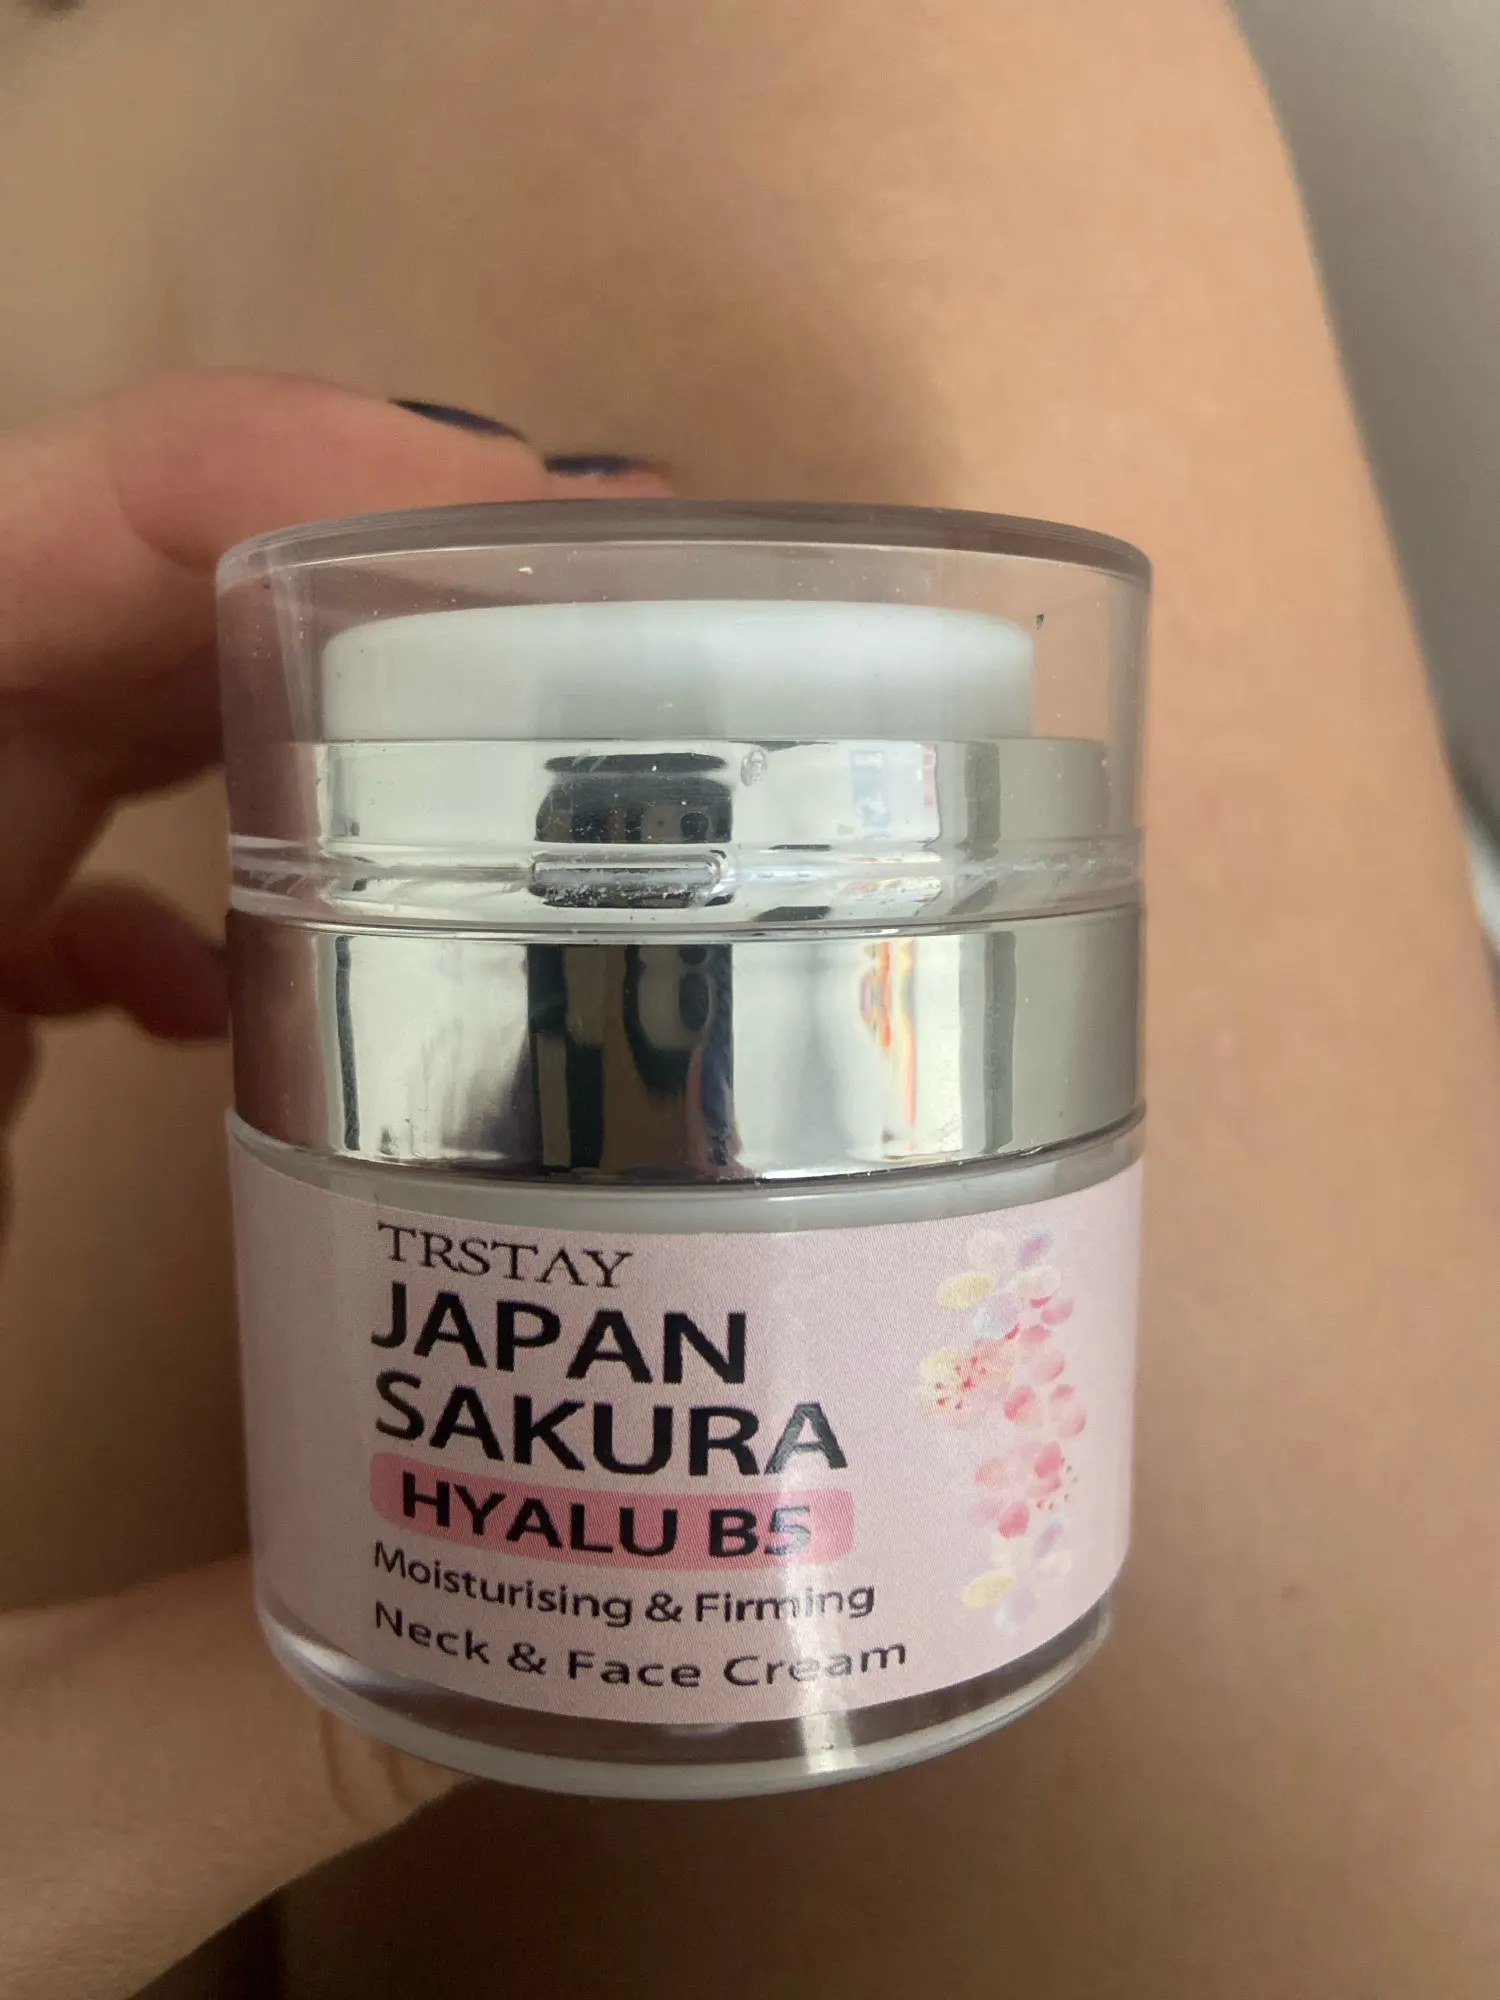 TRSTAY
JAPAN
SAKURA
HYALU B5
Moisturising & Firming
Neck & Face Cream